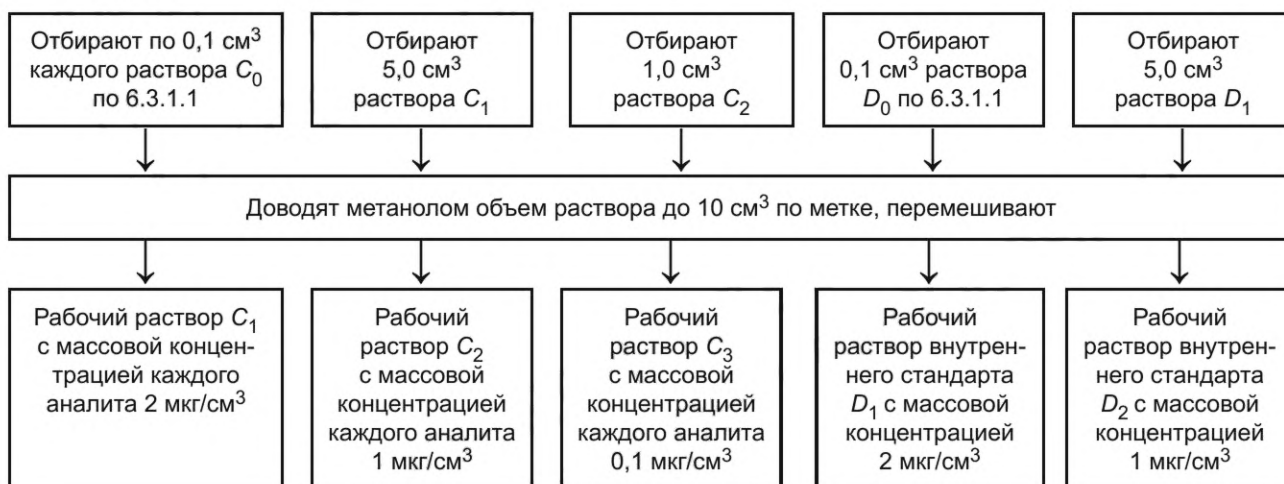 Отбирают по 0,1 см³
каждого раствора C₀
по 6.3.1.1
Отбирают
5,0 см³
раствора C₁
Отбирают
1,0 см³
раствора C₂
Отбирают
0,1 см³ раствора
D₀ по 6.3.1.1
Отбирают
5,0 см³
раствора D₁
Доводят метанолом объем раствора до 10 см³ по метке, перемешивают
Рабочий раствор C₁
с массовой концен-
трацией каждого
аналита 2 мкг/см³
Рабочий
раствор C₂
с массовой
концентрацией
каждого аналита
1 мкг/см³
Рабочий
раствор C₃
с массовой
концентрацией
каждого аналита
0,1 мкг/см³
Рабочий
раствор внутрен-
него стандарта
D₁ с массовой
концентрацией
2 мкг/см³
Рабочий
раствор внутрен-
него стандарта
D₂ с массовой
концентрацией
1 мкг/см³